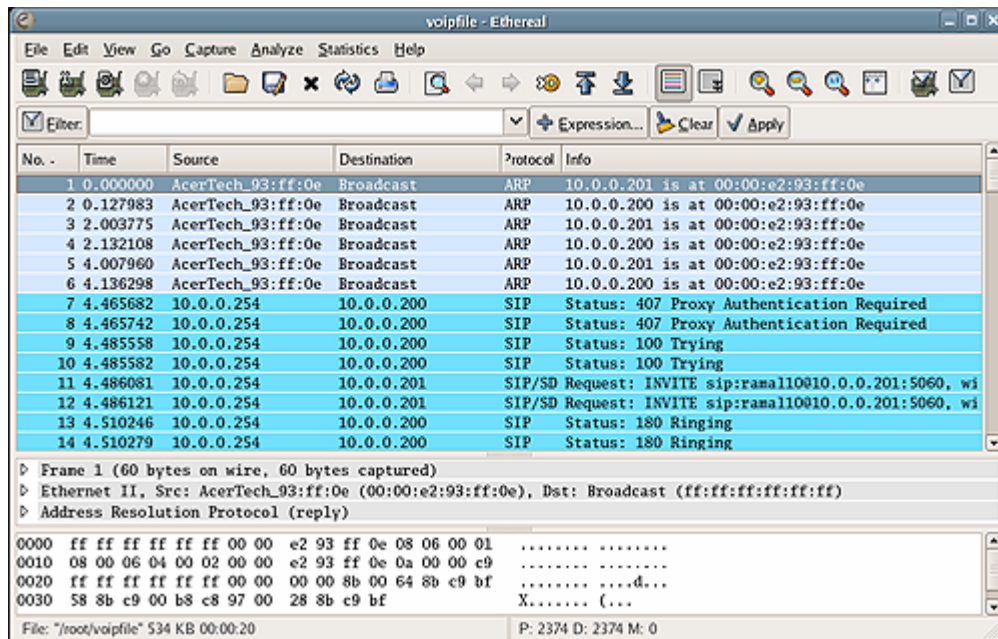 voipfile - Ethereal
File Edit View Go Capture Analyze Statistics Help
Filter: Expression... Clear Apply
No. - Time Source Destination Protocol Info
1 0.000000 AcerTech_93:ff:0e Broadcast ARP 10.0.0.201 is at 00:00:e2:93:ff:0e
2 0.127983 AcerTech_93:ff:0e Broadcast ARP 10.0.0.200 is at 00:00:e2:93:ff:0e
3 2.003775 AcerTech_93:ff:0e Broadcast ARP 10.0.0.201 is at 00:00:e2:93:ff:0e
4 2.132108 AcerTech_93:ff:0e Broadcast ARP 10.0.0.200 is at 00:00:e2:93:ff:0e
5 4.007960 AcerTech_93:ff:0e Broadcast ARP 10.0.0.201 is at 00:00:e2:93:ff:0e
6 4.136298 AcerTech_93:ff:0e Broadcast ARP 10.0.0.200 is at 00:00:e2:93:ff:0e
7 4.465682 10.0.0.254 10.0.0.200 SIP Status: 407 Proxy Authentication Required
8 4.465742 10.0.0.254 10.0.0.200 SIP Status: 407 Proxy Authentication Required
9 4.485558 10.0.0.254 10.0.0.200 SIP Status: 100 Trying
10 4.485582 10.0.0.254 10.0.0.200 SIP Status: 100 Trying
11 4.486081 10.0.0.254 10.0.0.201 SIP/SD Request: INVITE sip:rama110@10.0.0.201:5060, wi
12 4.486121 10.0.0.254 10.0.0.201 SIP/SD Request: INVITE sip:rama110@10.0.0.201:5060, wi
13 4.510246 10.0.0.254 10.0.0.200 SIP Status: 180 Ringing
14 4.510279 10.0.0.254 10.0.0.200 SIP Status: 180 Ringing
Frame 1 (60 bytes on wire, 60 bytes captured)
Ethernet II, Src: AcerTech_93:ff:0e (00:00:e2:93:ff:0e), Dst: Broadcast (ff:ff:ff:ff:ff:ff)
Address Resolution Protocol (reply)
0000 ff ff ff ff ff ff 00 00 e2 93 ff 0e 08 06 00 01 ........ ........
0010 08 00 06 04 00 02 00 00 e2 93 ff 0e 0a 00 00 c9 ........ ........
0020 ff ff ff ff ff ff 00 00 00 00 8b 00 64 8b c9 bf ........ ....d...
0030 58 8b c9 00 b8 c8 97 00 28 8b c9 bf X....... (...
File: "/root/voipfile" 534 KB 00:00:20 P: 2374 D: 2374 M: 0